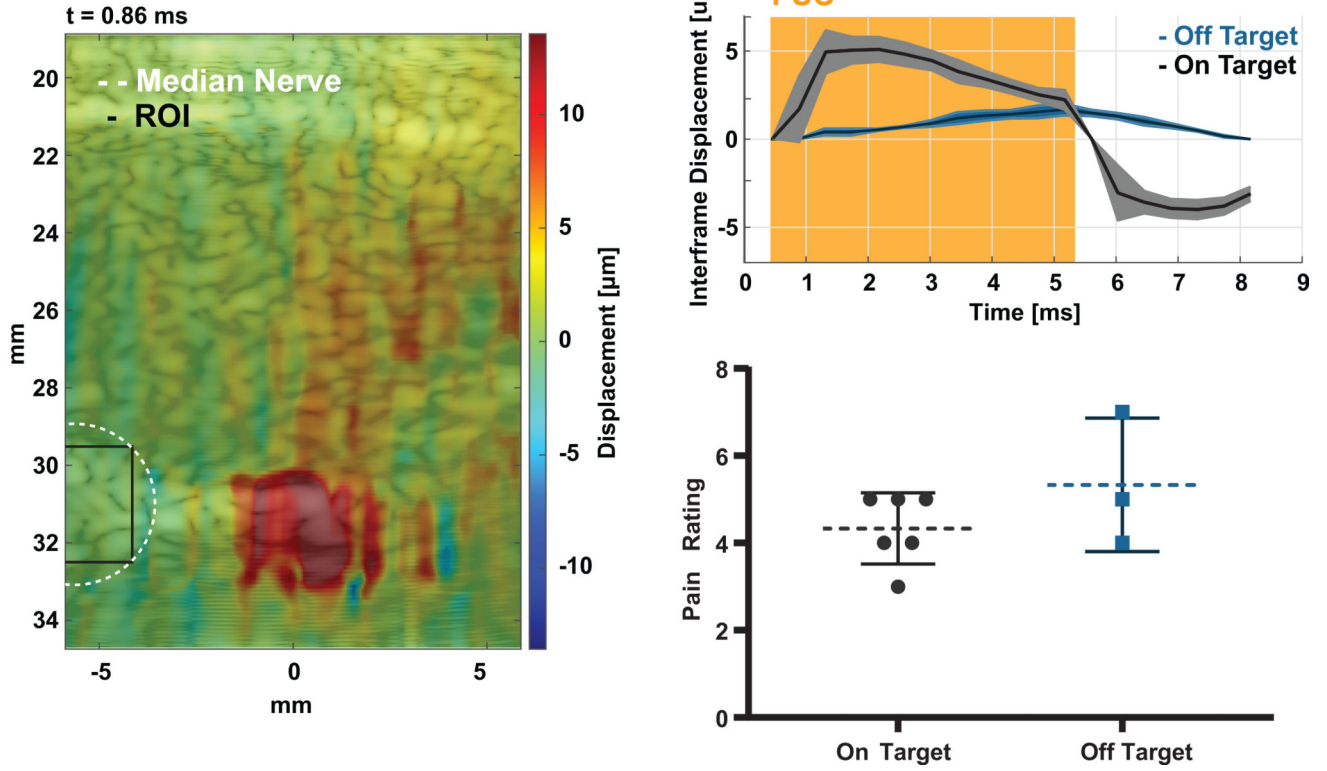 t = 0.86 ms
- - Median Nerve
- ROI
20
22
24
26
28
30
32
34
mm
-5
0
5
mm
10
5
0
-5
-10
Displacement [µm]
- Off Target
- On Target
5
0
-5
Interframe Displacement
0 1 2 3 4 5 6 7 8 9
Time [ms]
8
6
4
2
0
Pain Rating
On Target
Off Target